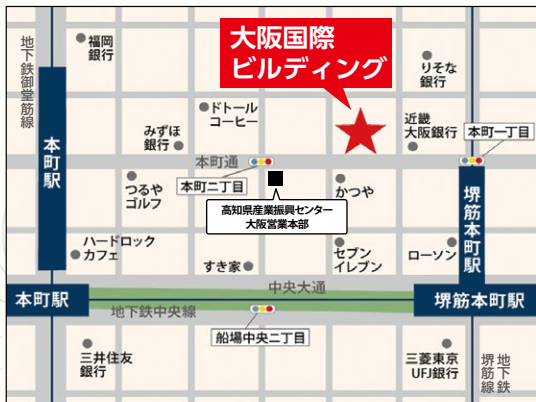 大阪国際
ビルディング
地下鉄御堂筋線
福岡
銀行
りそな
銀行
ドトール
コーヒー
近畿
大阪銀行
本町一丁目
みずほ
銀行
本町駅
本町通
本町二丁目
つるや
ゴルフ
かつや
高知県産業振興センター
大阪営業本部
堺筋本町駅
ハードロック
カフェ
すき家
セブン
イレブン
ローソン
中央大通
本町駅
堺筋本町駅
地下鉄中央線
船場中央二丁目
三井住友
銀行
三菱東京
UFJ銀行
地下鉄
堺筋線